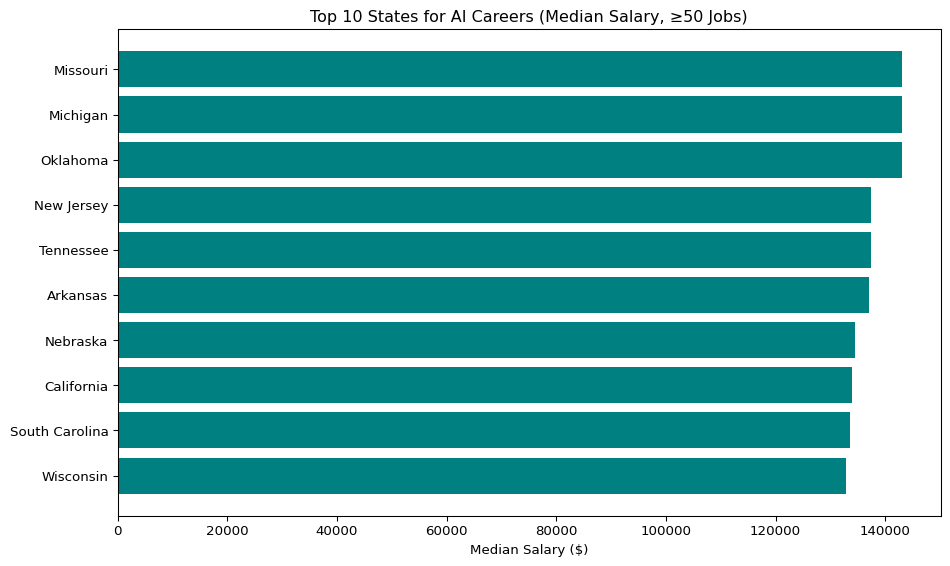 Top 10 States for AI Careers (Median Salary, ≥50 Jobs)
Missouri
Michigan
Oklahoma
New Jersey
Tennessee
Arkansas
Nebraska
California
South Carolina
Wisconsin
0 20000 40000 60000 80000 100000 120000 140000
Median Salary ($)